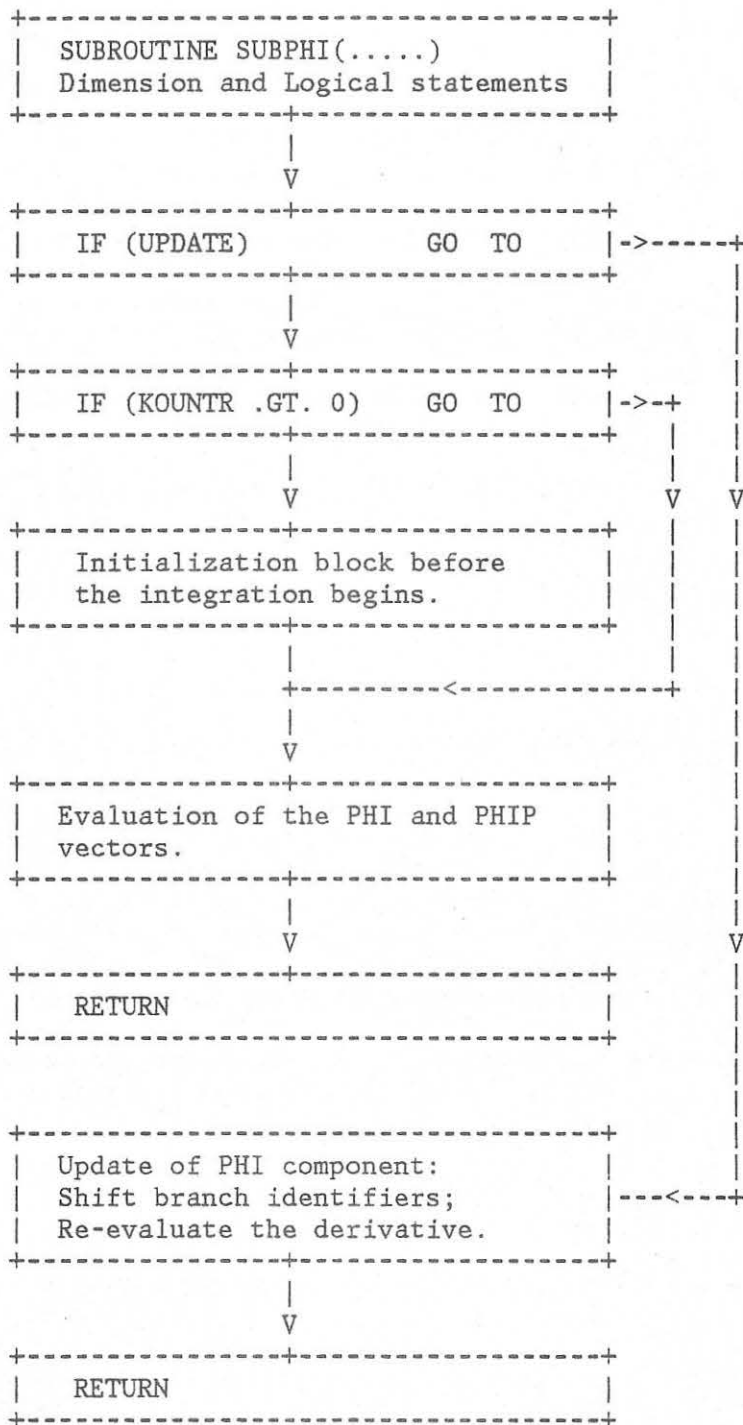 SUBROUTINE SUBPHI(.....)
Dimension and Logical statements
V
IF (UPDATE) GO TO
V
IF (KOUNTR .GT. 0) GO TO
V
V V
Initialization block before
the integration begins.
V
Evaluation of the PHI and PHIP
vectors.
V
V
RETURN
Update of PHI component:
Shift branch identifiers;
Re-evaluate the derivative.
V
RETURN